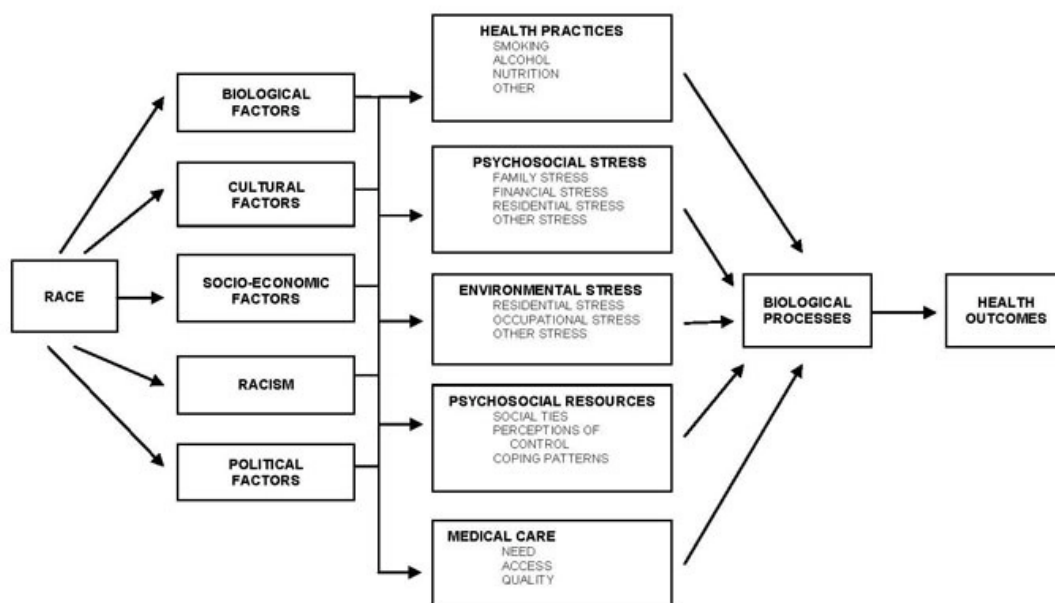 RACE
BIOLOGICAL
FACTORS
CULTURAL
FACTORS
SOCIO-ECONOMIC
FACTORS
RACISM
POLITICAL
FACTORS
HEALTH PRACTICES
SMOKING
ALCOHOL
NUTRITION
OTHER
PSYCHOSOCIAL STRESS
FAMILY STRESS
FINANCIAL STRESS
RESIDENTIAL STRESS
OTHER STRESS
ENVIRONMENTAL STRESS
RESIDENTIAL STRESS
OCCUPATIONAL STRESS
OTHER STRESS
PSYCHOSOCIAL RESOURCES
SOCIAL TIES
PERCEPTIONS OF
CONTROL
COPING PATTERNS
MEDICAL CARE
NEED
ACCESS
QUALITY
BIOLOGICAL
PROCESSES
HEALTH
OUTCOMES